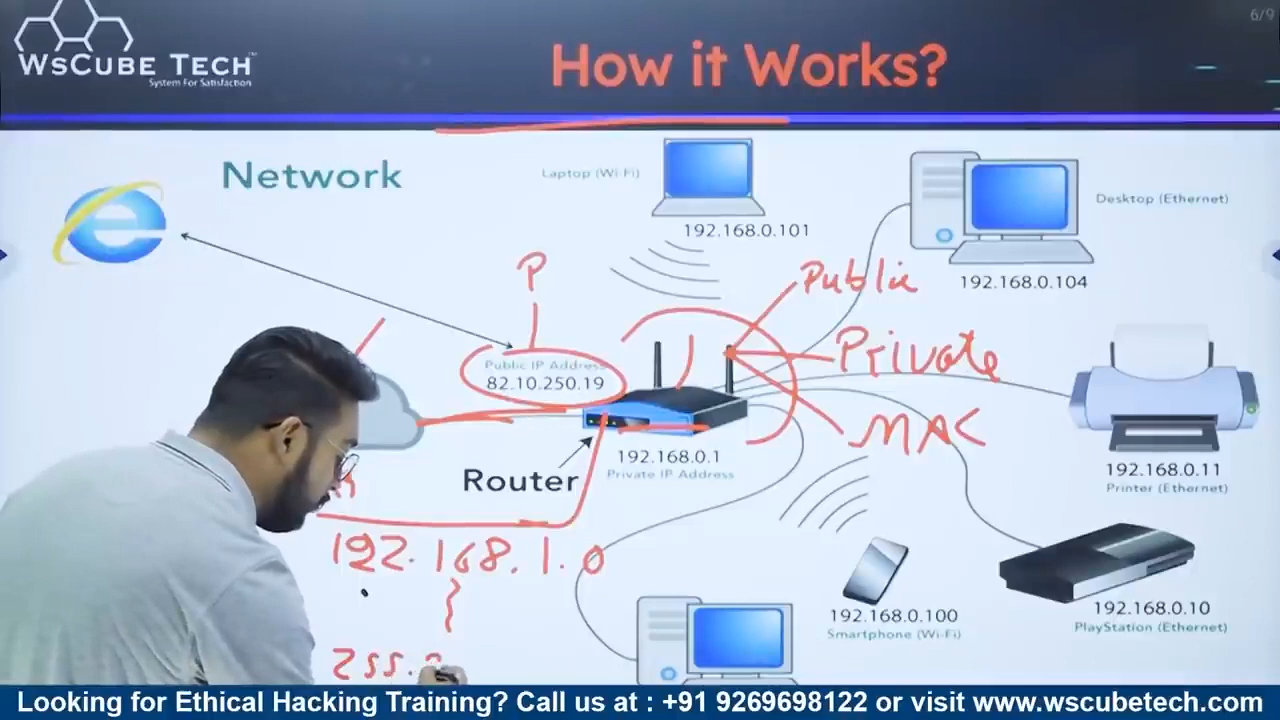 6/9
WsCube Tech™
System For Satisfaction
How it Works?
Network
Laptop (Wi-Fi)
192.168.0.101
Desktop (Ethernet)
192.168.0.104
P
Public
Public IP Address
82.10.250.19
Private
MAC
192.168.0.1
Private IP Address
Router
192.168.0.11
Printer (Ethernet)
192.168.1.0
255.
192.168.0.100
Smartphone (Wi-Fi)
192.168.0.10
PlayStation (Ethernet)
Looking for Ethical Hacking Training? Call us at : +91 9269698122 or visit www.wscubetech.com